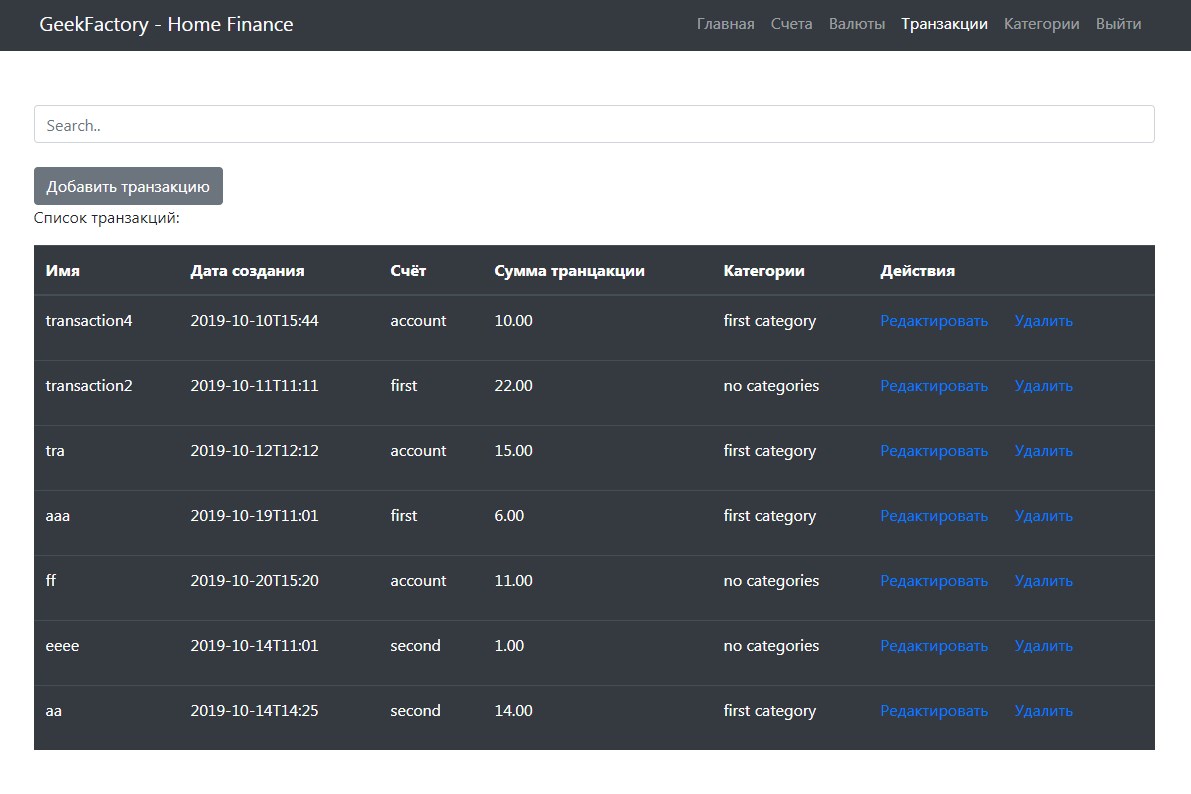 GeekFactory - Home Finance Главная Счета Валюты Транзакции Категории Выйти
Search..
Добавить транзакцию
Список транзакций:
Имя Дата создания Счёт Сумма транцакции Категории Действия
transaction4 2019-10-10T15:44 account 10.00 first category Редактировать Удалить
transaction2 2019-10-11T11:11 first 22.00 no categories Редактировать Удалить
tra 2019-10-12T12:12 account 15.00 first category Редактировать Удалить
aaa 2019-10-19T11:01 first 6.00 first category Редактировать Удалить
ff 2019-10-20T15:20 account 11.00 no categories Редактировать Удалить
eeee 2019-10-14T11:01 second 1.00 no categories Редактировать Удалить
aa 2019-10-14T14:25 second 14.00 first category Редактировать Удалить